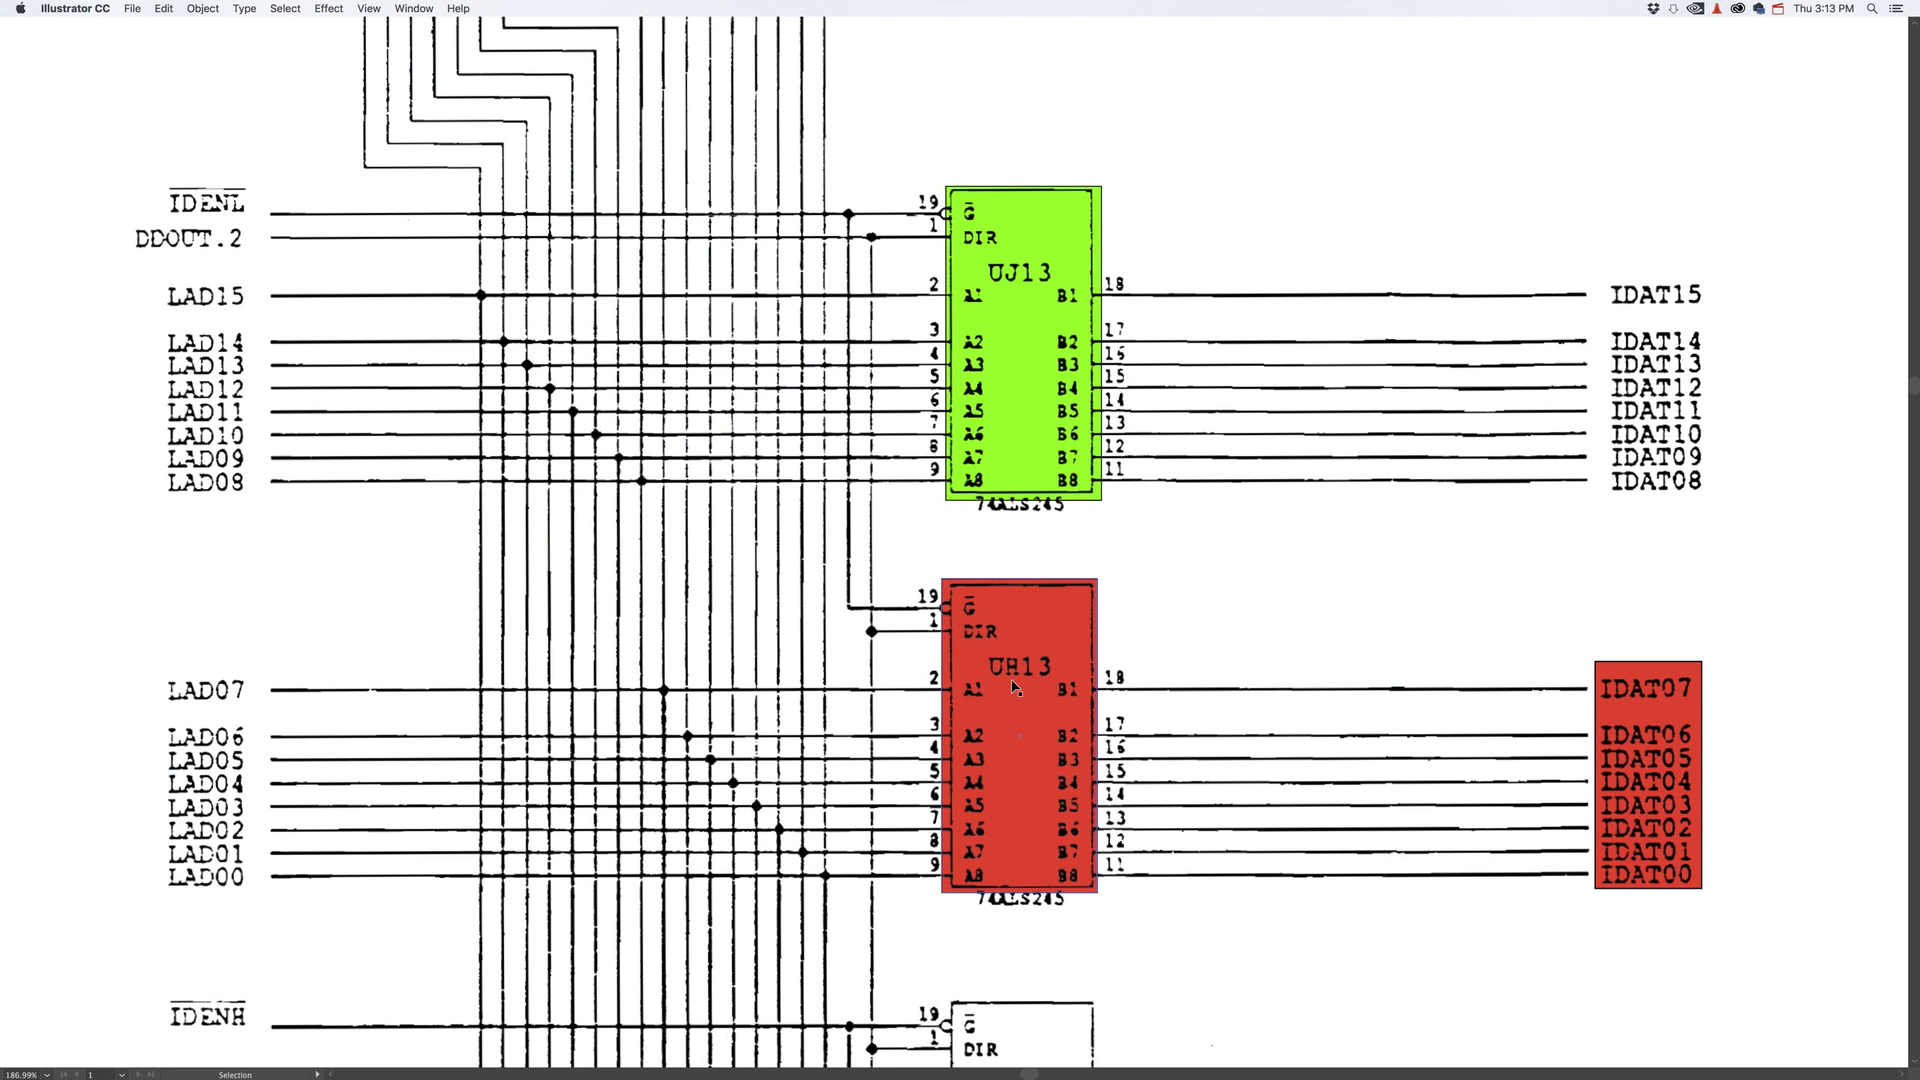 Illustrator CC File Edit Object Type Select Effect View Window Help Thu 3:13 PM
IDENL 19 G
DDOUT.2 1 DIR
UJ13
LAD15 2 A1 B1 18 IDAT15
LAD14 3 A2 B2 17 IDAT14
LAD13 4 A3 B3 16 IDAT13
LAD12 5 A4 B4 15 IDAT12
LAD11 6 A5 B5 14 IDAT11
LAD10 7 A6 B6 13 IDAT10
LAD09 8 A7 B7 12 IDAT09
LAD08 9 A8 B8 11 IDAT08
74ALS245
19 G
1 DIR
UH13
LAD07 2 A1 B1 18 IDAT07
LAD06 3 A2 B2 17 IDAT06
LAD05 4 A3 B3 16 IDAT05
LAD04 5 A4 B4 15 IDAT04
LAD03 6 A5 B5 14 IDAT03
LAD02 7 A6 B6 13 IDAT02
LAD01 8 A7 B7 12 IDAT01
LAD00 9 A8 B8 11 IDAT00
74ALS245
IDENH 19 G
1 DIR
186.99% 1 Selection